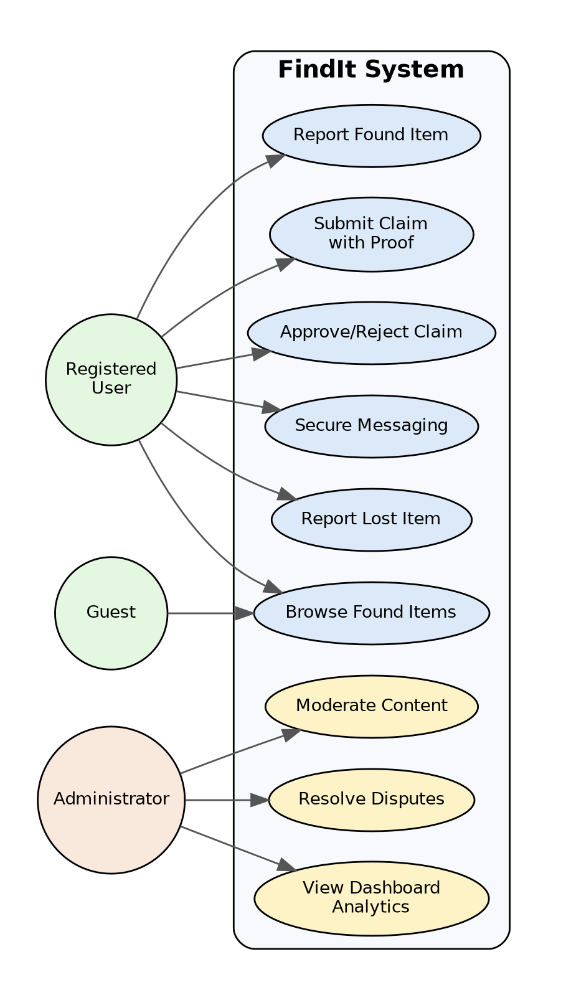 FindIt System
Report Found Item
Submit Claim
with Proof
Approve/Reject Claim
Registered
User
Secure Messaging
Report Lost Item
Guest
Browse Found Items
Moderate Content
Administrator
Resolve Disputes
View Dashboard
Analytics